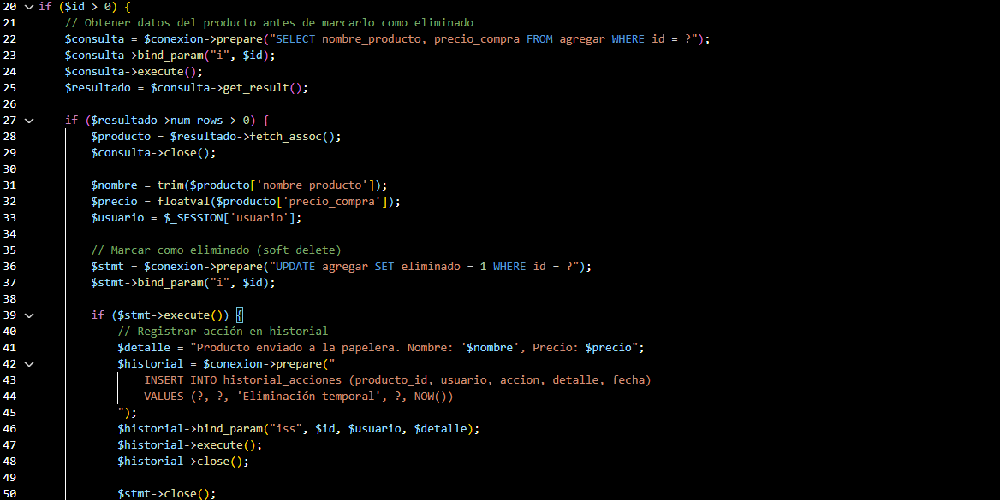 20 if ($id > 0) {
21 // Obtener datos del producto antes de marcarlo como eliminado
22 $consulta = $conexion->prepare("SELECT nombre_producto, precio_compra FROM agregar WHERE id = ?");
23 $consulta->bind_param("i", $id);
24 $consulta->execute();
25 $resultado = $consulta->get_result();
26
27 if ($resultado->num_rows > 0) {
28 $producto = $resultado->fetch_assoc();
29 $consulta->close();
30
31 $nombre = trim($producto['nombre_producto']);
32 $precio = floatval($producto['precio_compra']);
33 $usuario = $_SESSION['usuario'];
34
35 // Marcar como eliminado (soft delete)
36 $stmt = $conexion->prepare("UPDATE agregar SET eliminado = 1 WHERE id = ?");
37 $stmt->bind_param("i", $id);
38
39 if ($stmt->execute()) {
40 // Registrar acción en historial
41 $detalle = "Producto enviado a la papelera. Nombre: '$nombre', Precio: $precio";
42 $historial = $conexion->prepare("
43 INSERT INTO historial_acciones (producto_id, usuario, accion, detalle, fecha)
44 VALUES (?, ?, 'Eliminación temporal', ?, NOW())
45 ");
46 $historial->bind_param("iss", $id, $usuario, $detalle);
47 $historial->execute();
48 $historial->close();
49
50 $stmt->close();